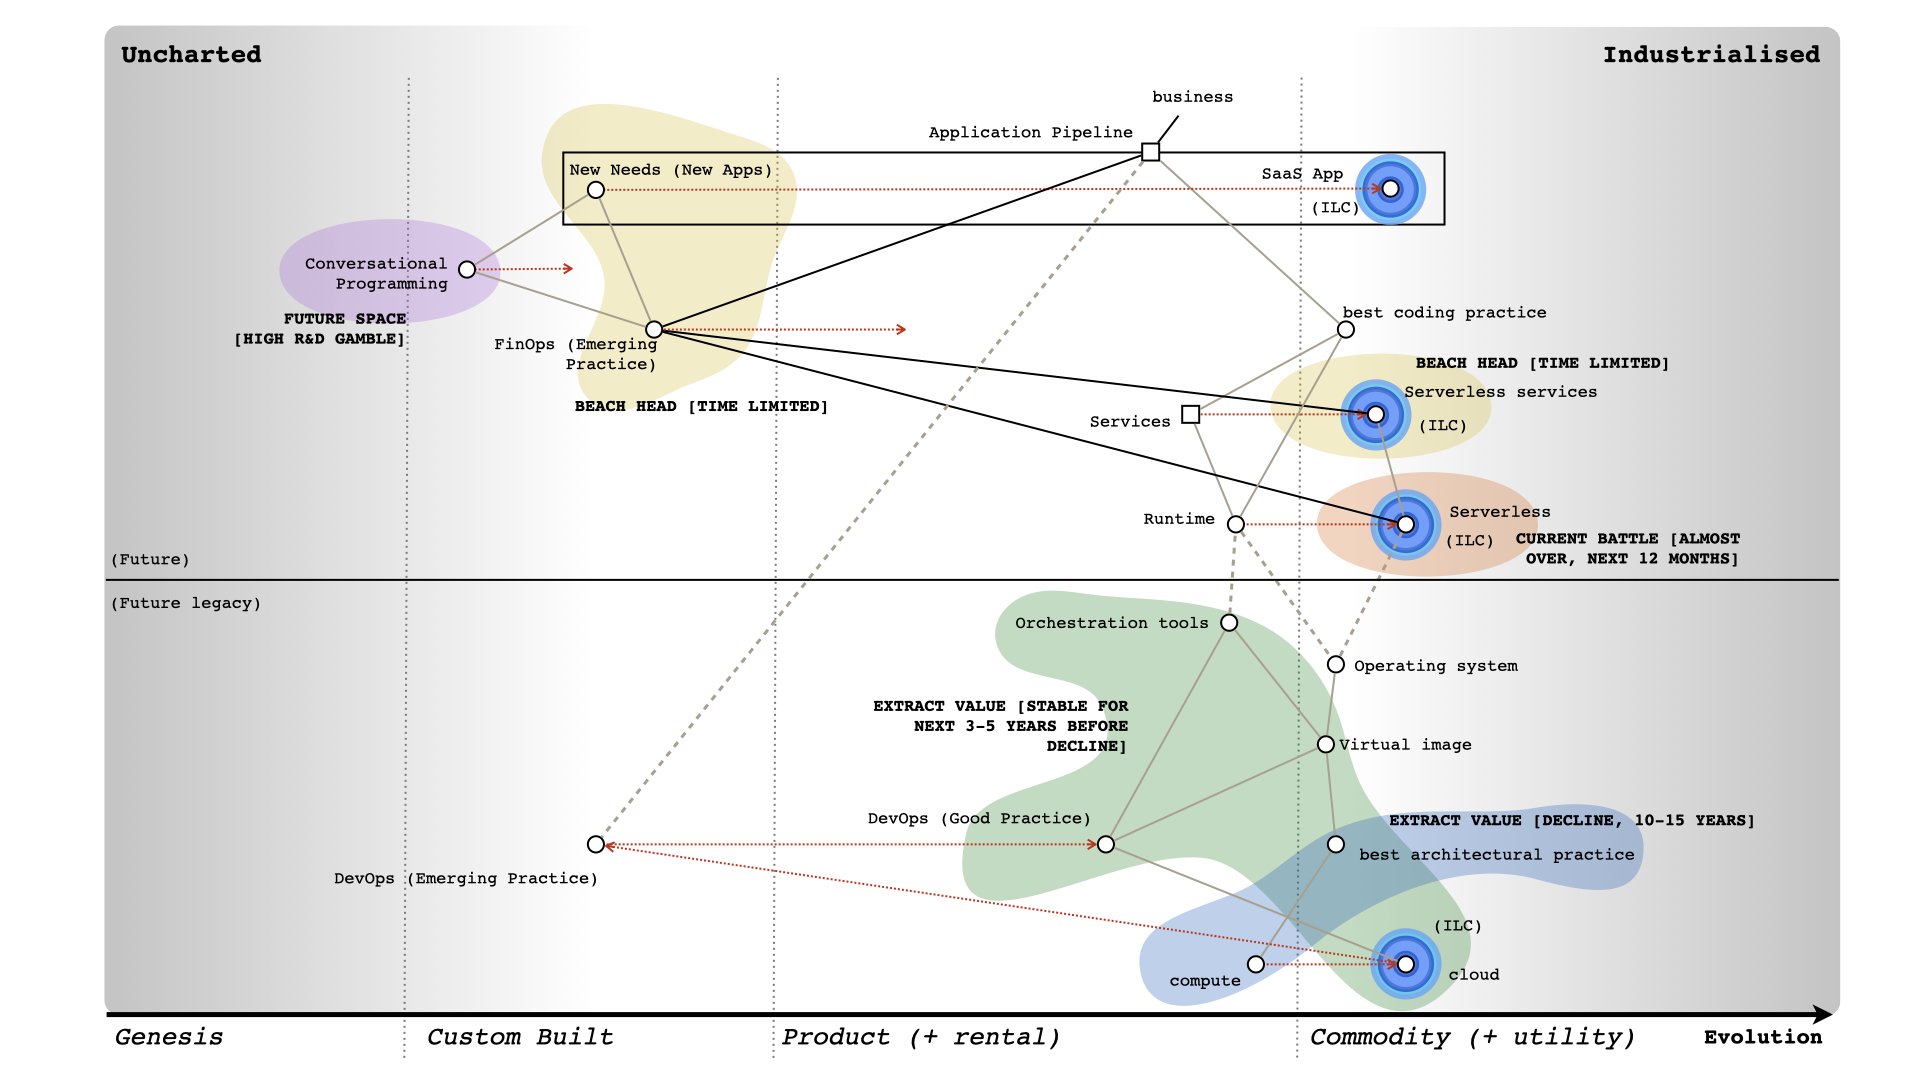 Uncharted
Industrialised
business
Application Pipeline
New Needs (New Apps)
SaaS App
(ILC)
Conversational
Programming
FUTURE SPACE
[HIGH R&D GAMBLE]
best coding practice
FinOps (Emerging
Practice)
BEACH HEAD [TIME LIMITED]
BEACH HEAD [TIME LIMITED]
Serverless services
(ILC)
Services
Runtime
Serverless
(ILC)
CURRENT BATTLE [ALMOST
OVER, NEXT 12 MONTHS]
(Future)
(Future legacy)
Orchestration tools
Operating system
EXTRACT VALUE [STABLE FOR
NEXT 3-5 YEARS BEFORE
DECLINE]
Virtual image
DevOps (Good Practice)
EXTRACT VALUE [DECLINE, 10-15 YEARS]
best architectural practice
DevOps (Emerging Practice)
(ILC)
cloud
compute
Genesis
Custom Built
Product (+ rental)
Commodity (+ utility)
Evolution